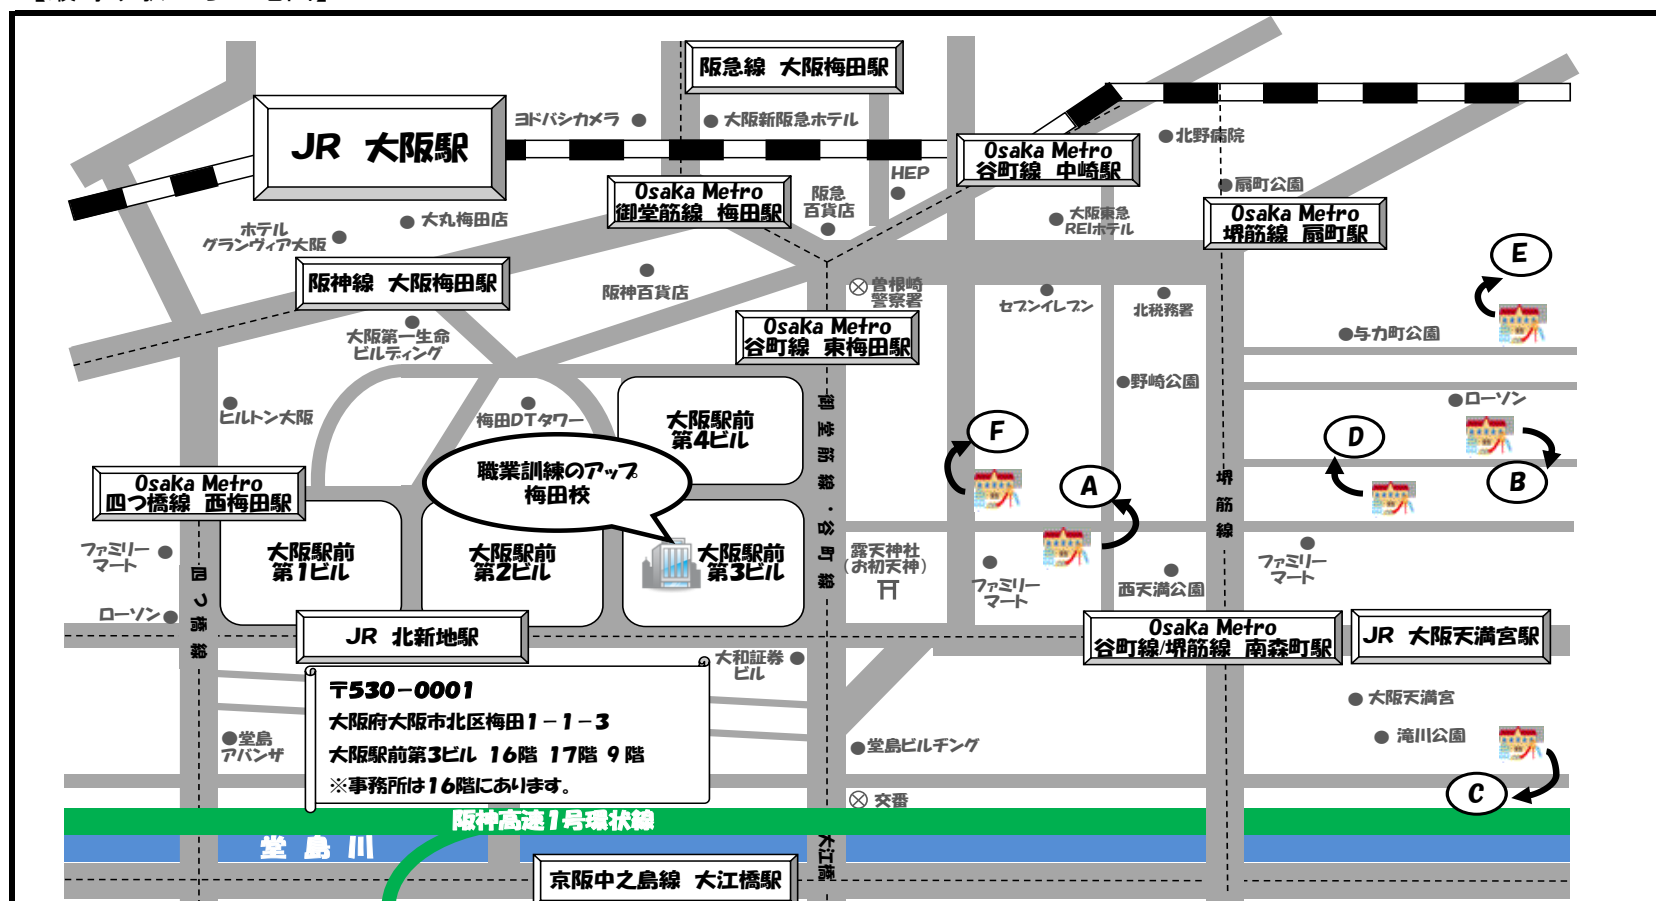 阪急線 大阪梅田駅
ヨドバシカメラ
大阪新阪急ホテル
JR 大阪駅
北野病院
Osaka Metro
谷町線 中崎駅
HEP
Osaka Metro
御堂筋線 梅田駅
阪急
百貨店
扇町公園
大丸梅田店
大阪東急
REIホテル
Osaka Metro
堺筋線 扇町駅
ホテル
グランヴィア大阪
E
阪神線 大阪梅田駅
阪神百貨店
曽根崎
警察署
セブンイレブン
北税務署
Osaka Metro
谷町線 東梅田駅
大阪第一生命
ビルディング
与力町公園
野崎公園
ヒルトン大阪
梅田DTタワー
大阪駅前
第4ビル
御堂筋線・谷町線
ローソン
F
D
職業訓練のアップ
梅田校
A
B
堺筋線
Osaka Metro
四つ橋線 西梅田駅
ファミリー
マート
大阪駅前
第1ビル
大阪駅前
第2ビル
大阪駅前
第3ビル
露天神社
(お初天神)
ファミリー
マート
西天満公園
ファミリー
マート
四つ橋線
ローソン
JR 北新地駅
Osaka Metro
谷町線/堺筋線 南森町駅
JR 大阪天満宮駅
大和証券
ビル
〒530-0001
大阪府大阪市北区梅田1-1-3
大阪駅前第3ビル 16階 17階 9階
※事務所は16階にあります。
大阪天満宮
堂島
アバンザ
堂島ビルヂング
滝川公園
C
交番
阪神高速1号環状線
堂島川
大江橋
京阪中之島線 大江橋駅